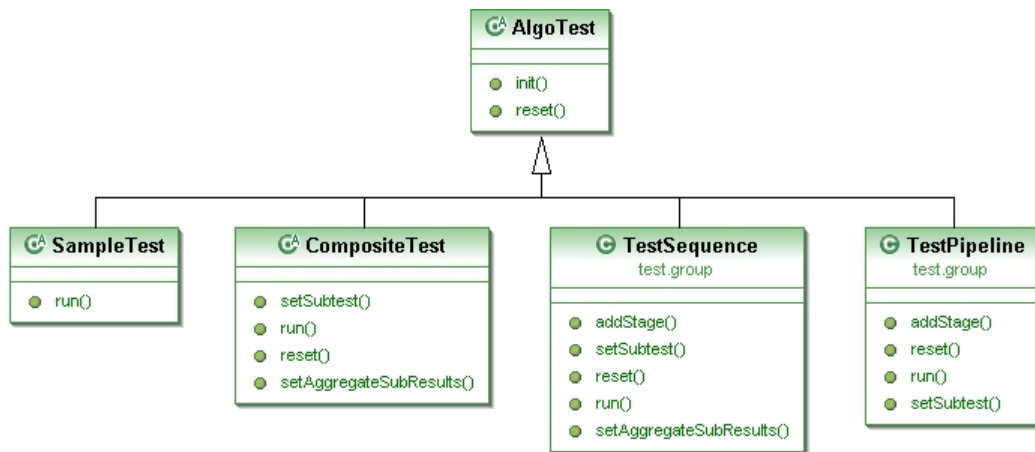 AlgoTest
init()
reset()
SampleTest
run()
CompositeTest
setSubtest()
run()
reset()
setAggregateSubResults()
TestSequence
test.group
addStage()
setSubtest()
reset()
run()
setAggregateSubResults()
TestPipeline
test.group
addStage()
reset()
run()
setSubtest()